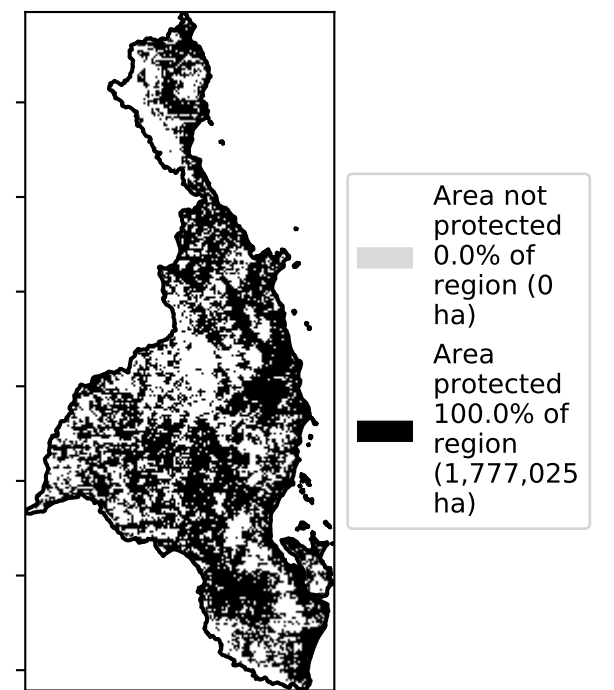 Area not
protected
0.0% of
region (0
ha)
Area
protected
100.0% of
region
(1,777,025
ha)